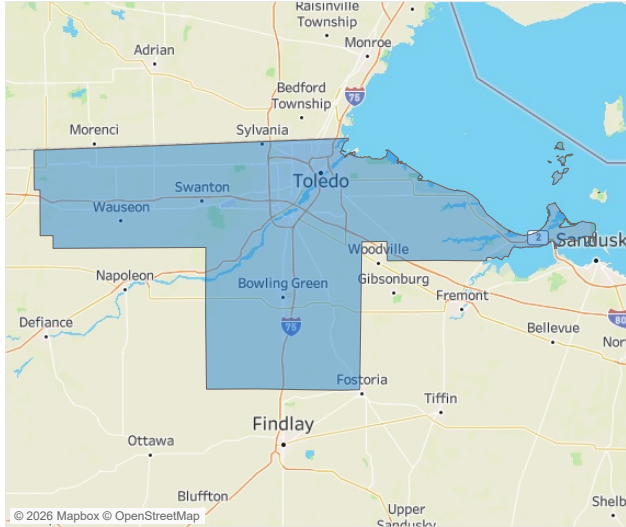 Raisinville
Township
Adrian
Monroe
Bedford
Township
75
Morenci
Sylvania
Toledo
Swanton
Wauseon
2
Sandusk
Woodville
Napoleon
Bowling Green
Gibsonburg
Fremont
Defiance
75
80
Bellevue
Nor
Fostoria
Tiffin
Findlay
Ottawa
Bluffton
Upper
Sandusky
Shelb
© 2026 Mapbox © OpenStreetMap